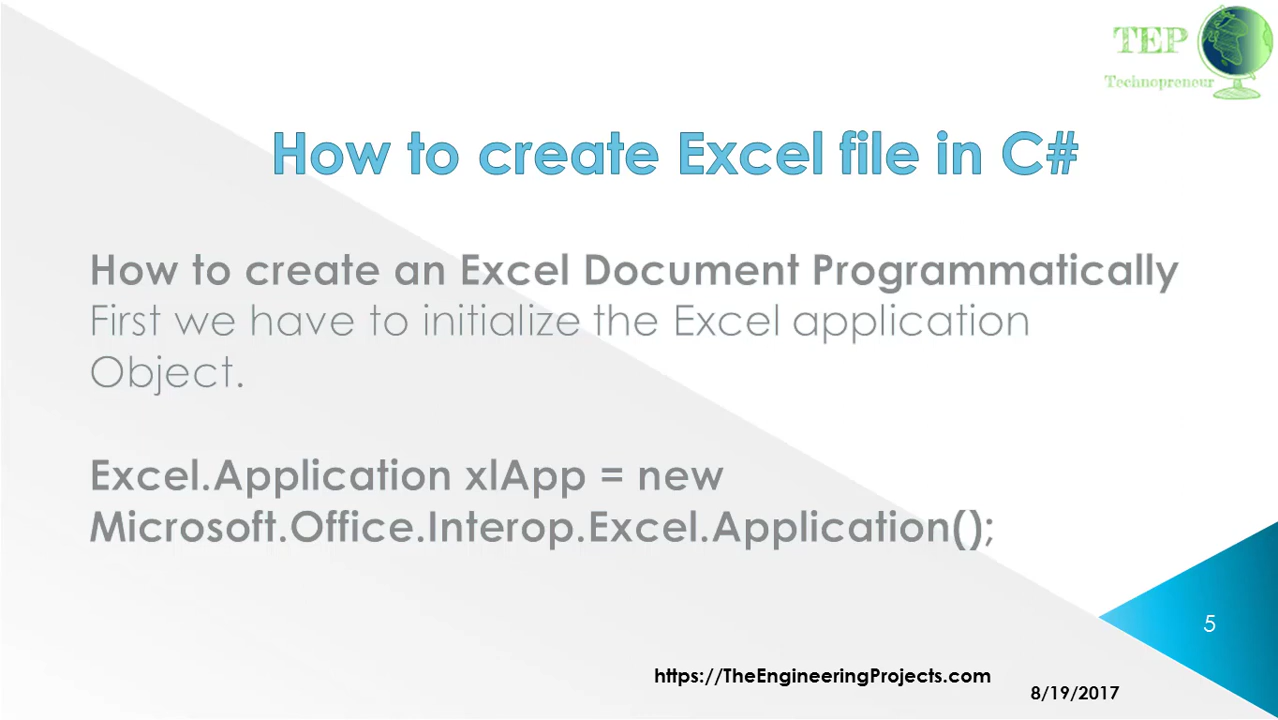 TEP
Technopreneur
How to create Excel file in C#
How to create an Excel Document Programmatically
First we have to initialize the Excel application
Object.
Excel.Application xlApp = new
Microsoft.Office.Interop.Excel.Application();
5
https://TheEngineeringProjects.com
8/19/2017